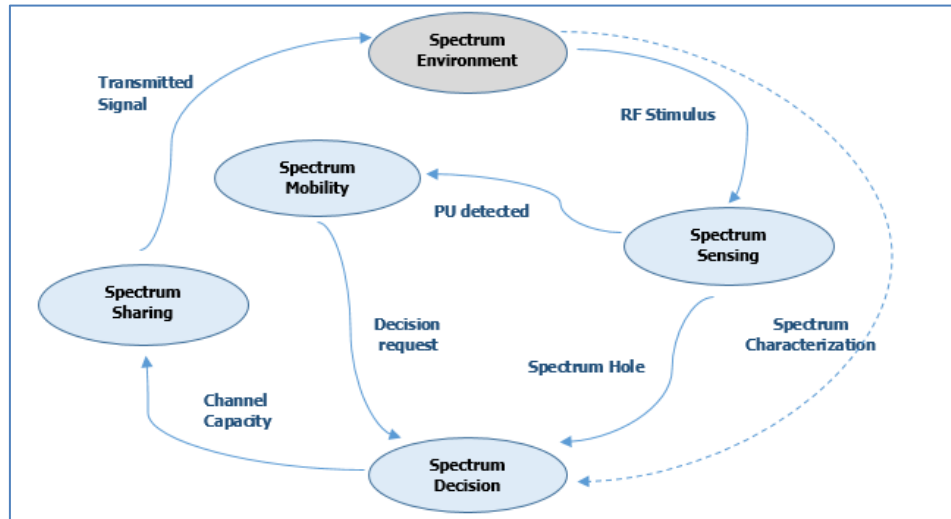 Spectrum
Environment
Transmitted
Signal
RF Stimulus
Spectrum
Mobility
PU detected
Spectrum
Sensing
Spectrum
Sharing
Decision
request
Spectrum
Characterization
Spectrum Hole
Channel
Capacity
Spectrum
Decision